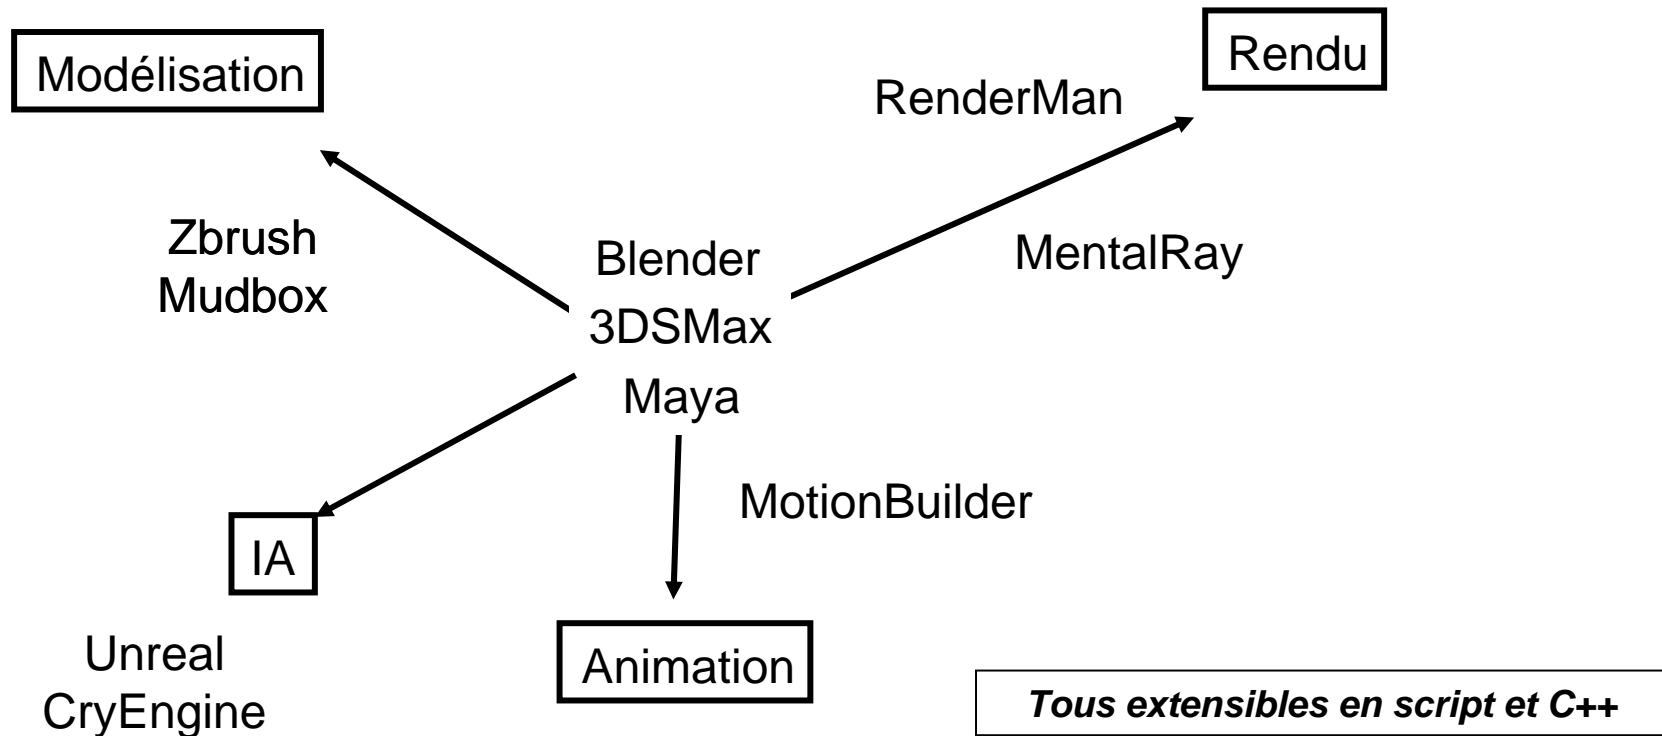 Modélisation
Rendu
RenderMan
Zbrush
Mudbox
Blender
3DSMax
Maya
MentalRay
MotionBuilder
IA
Unreal
CryEngine
Animation
Tous extensibles en script et C++